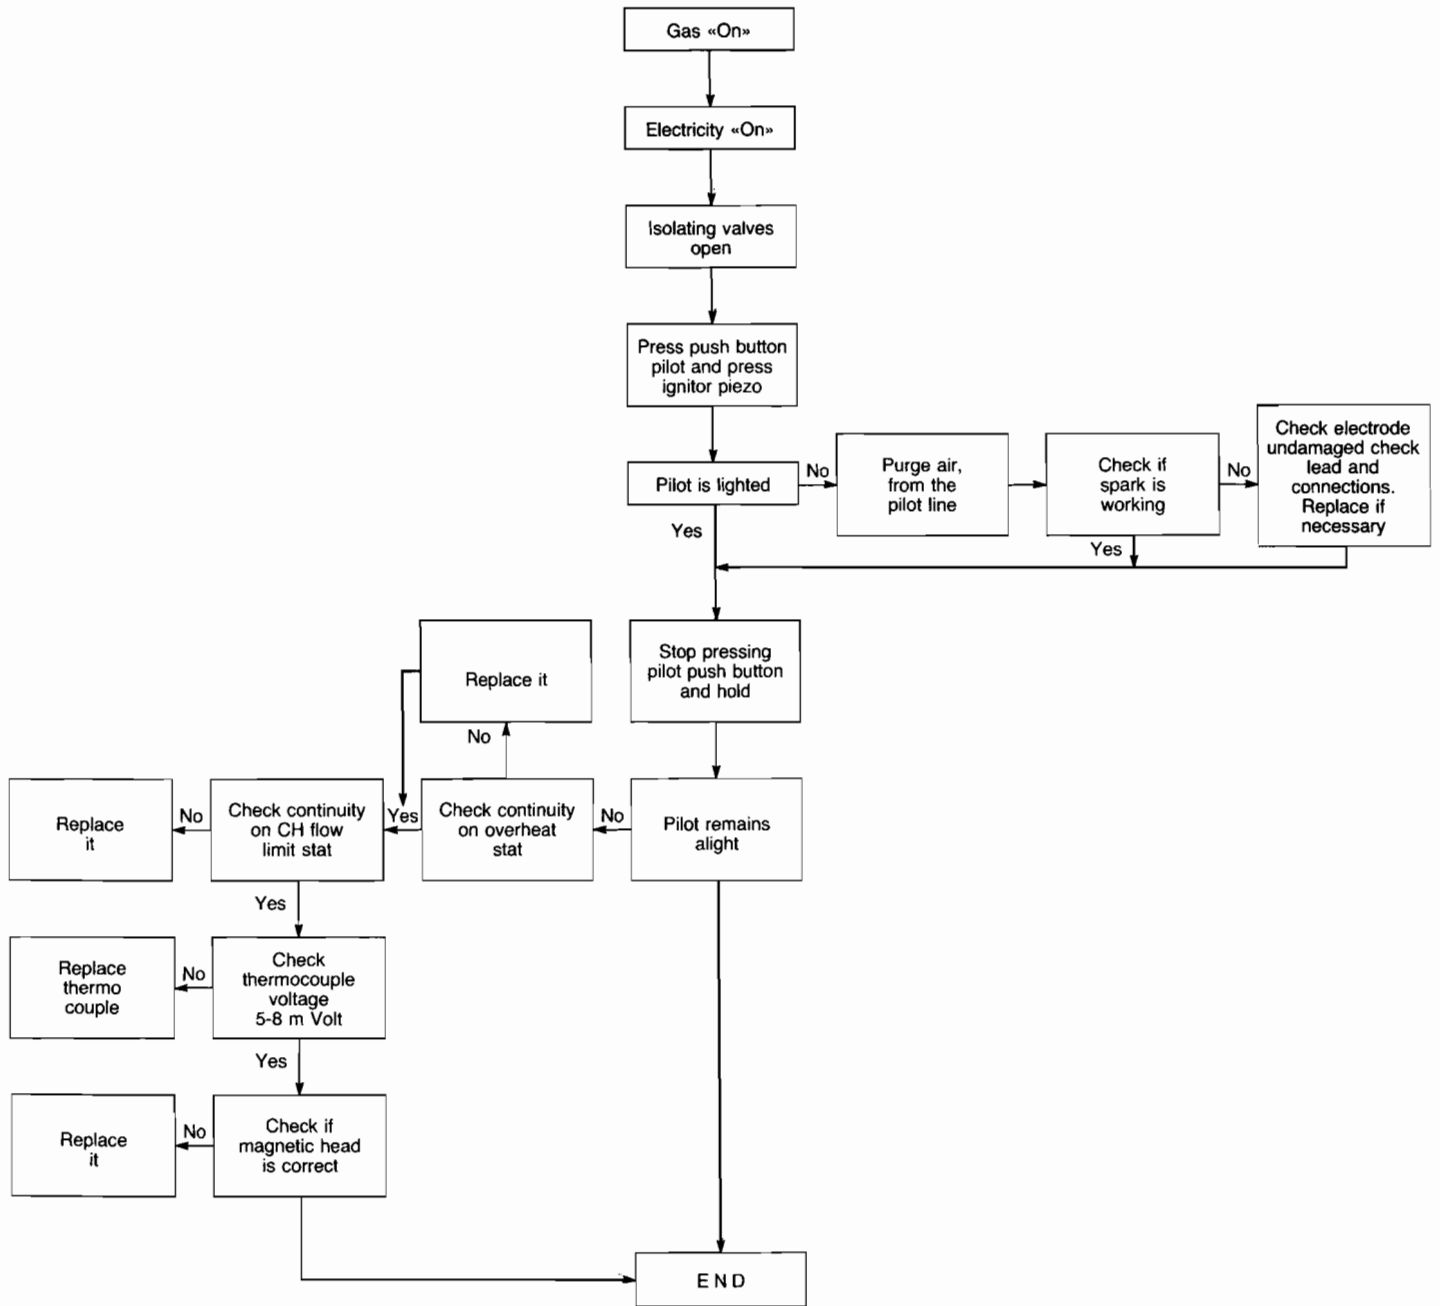 Gas «On»
Electricity «On»
Isolating valves
open
Press push button
pilot and press
ignitor piezo
Pilot is lighted
No
Purge air,
from the
pilot line
Check if
spark is
working
No
Check electrode
undamaged check
lead and
connections.
Replace if
necessary
Yes
Yes
Stop pressing
pilot push button
and hold
Replace it
No
Pilot remains
alight
No
Check continuity
on overheat
stat
Yes
Check continuity
on CH flow
limit stat
No
Replace
it
Yes
Check
thermocouple
voltage
5-8 m Volt
No
Replace
thermo
couple
Yes
Check if
magnetic head
is correct
No
Replace
it
END